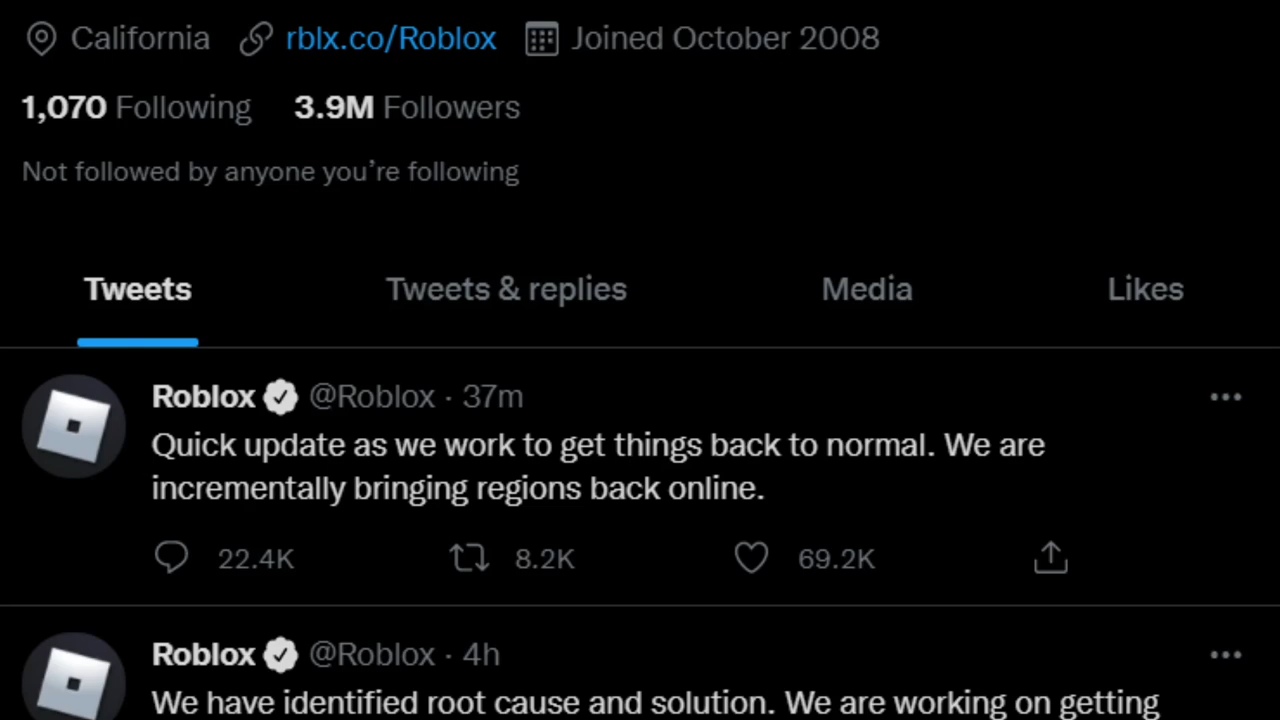 California rblx.co/Roblox Joined October 2008
1,070 Following 3.9M Followers
Not followed by anyone you’re following
Tweets Tweets & replies Media Likes
Roblox @Roblox · 37m
Quick update as we work to get things back to normal. We are
incrementally bringing regions back online.
22.4K 8.2K 69.2K
Roblox @Roblox · 4h
We have identified root cause and solution. We are working on getting